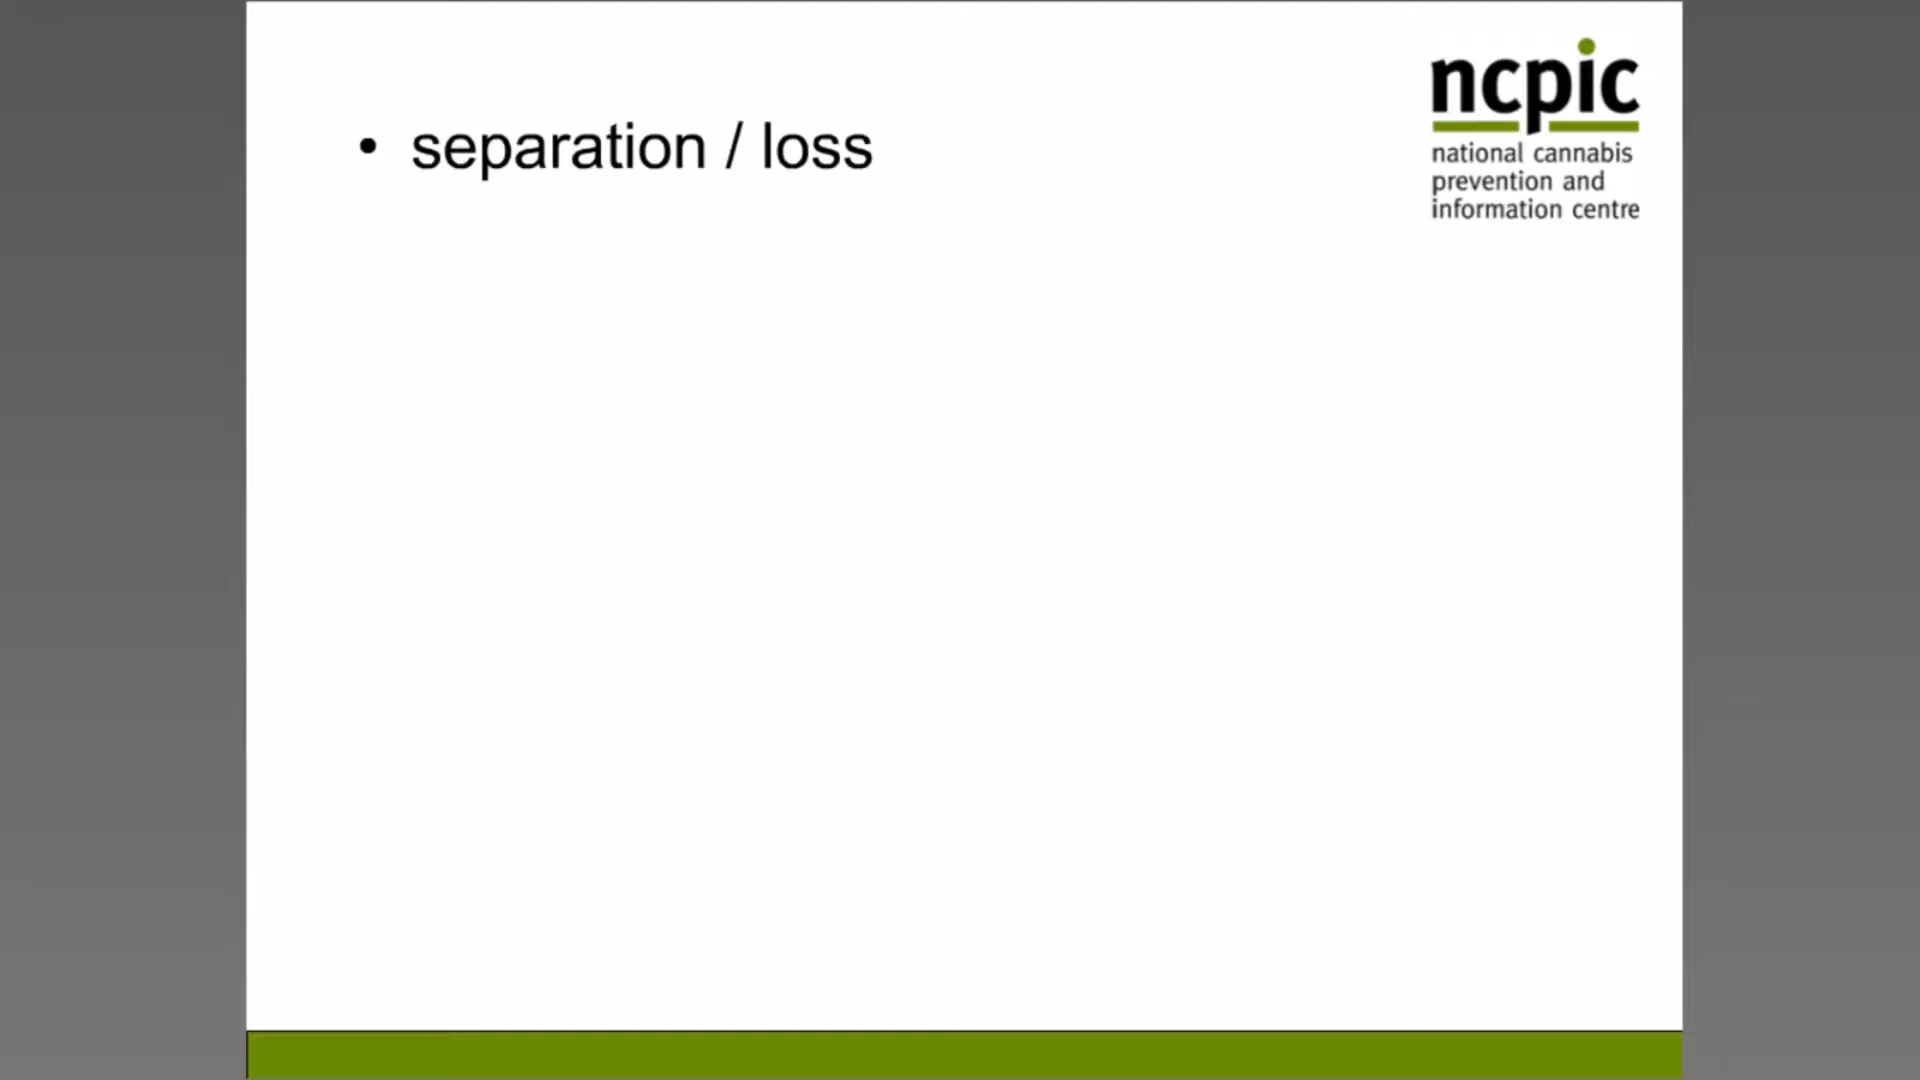 • separation / loss
ncpic
national cannabis
prevention and
information centre